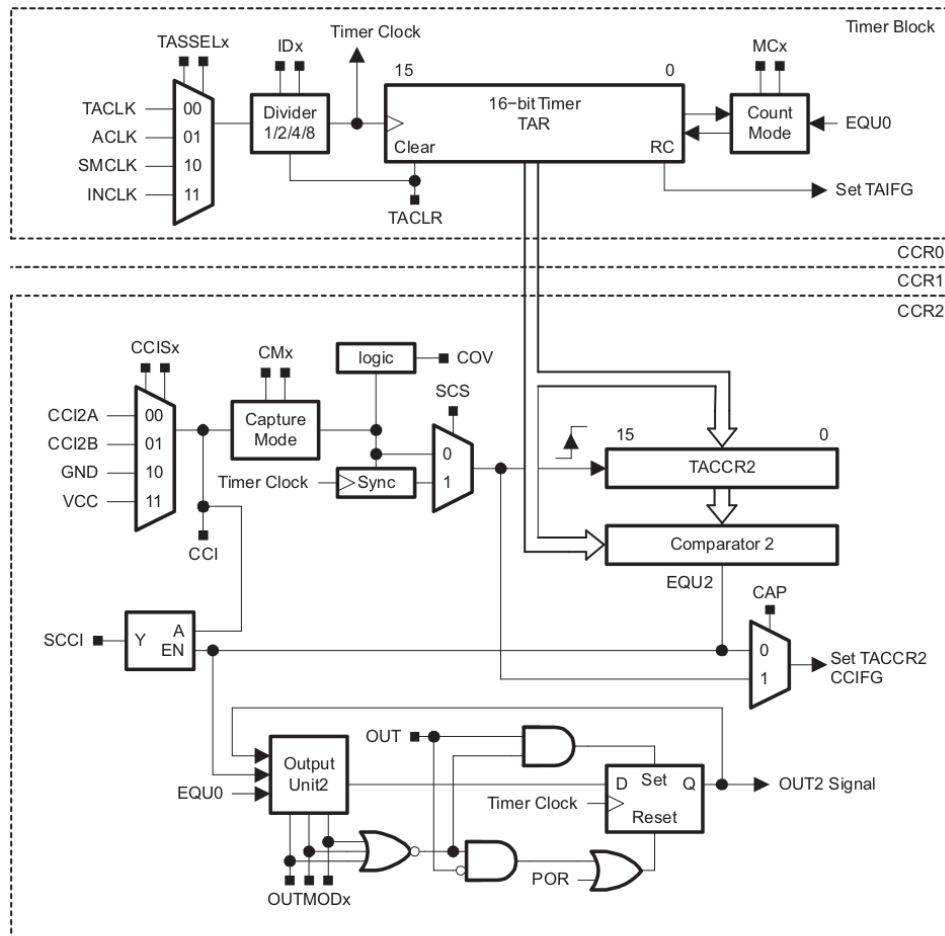 Timer Block
Timer Clock
TASSELx
IDx
15
0
MCx
TACLK
00
ACLK
01
SMCLK
10
INCLK
11
Divider
1/2/4/8
16−bit Timer
TAR
Clear
RC
Count
Mode
EQU0
Set TAIFG
TACLR
CCR0
CCR1
CCR2
CCISx
CMx
logic
COV
SCS
CCI2A
00
CCI2B
01
GND
10
VCC
11
Capture
Mode
0
1
Timer Clock
Sync
15
0
TACCR2
CCI
Comparator 2
EQU2
CAP
SCCI
Y
A
EN
0
1
Set TACCR2
CCIFG
OUT
Output
Unit2
EQU0
Timer Clock
D
Set
Q
Reset
OUT2 Signal
POR
OUTMODx